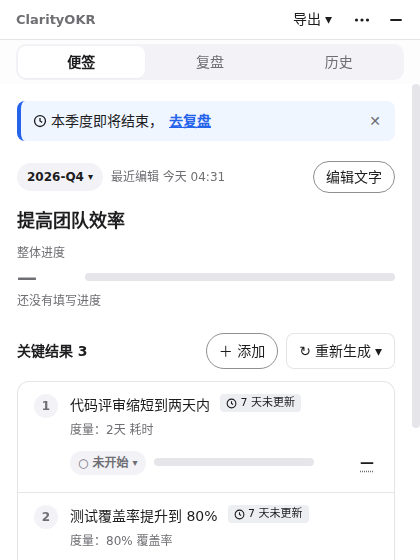 ClarityOKR
导出 ▾ ••• —
便签 复盘 历史
本季度即将结束， 去复盘 ✕
2026-Q4 ▾ 最近编辑 今天 04:31 编辑文字
提高团队效率
整体进度
—
还没有填写进度
关键结果 3 + 添加 ↻ 重新生成 ▾
1 代码评审缩短到两天内 7 天未更新
度量：2天 耗时
○ 未开始 ▾ —
2 测试覆盖率提升到 80% 7 天未更新
度量：80% 覆盖率